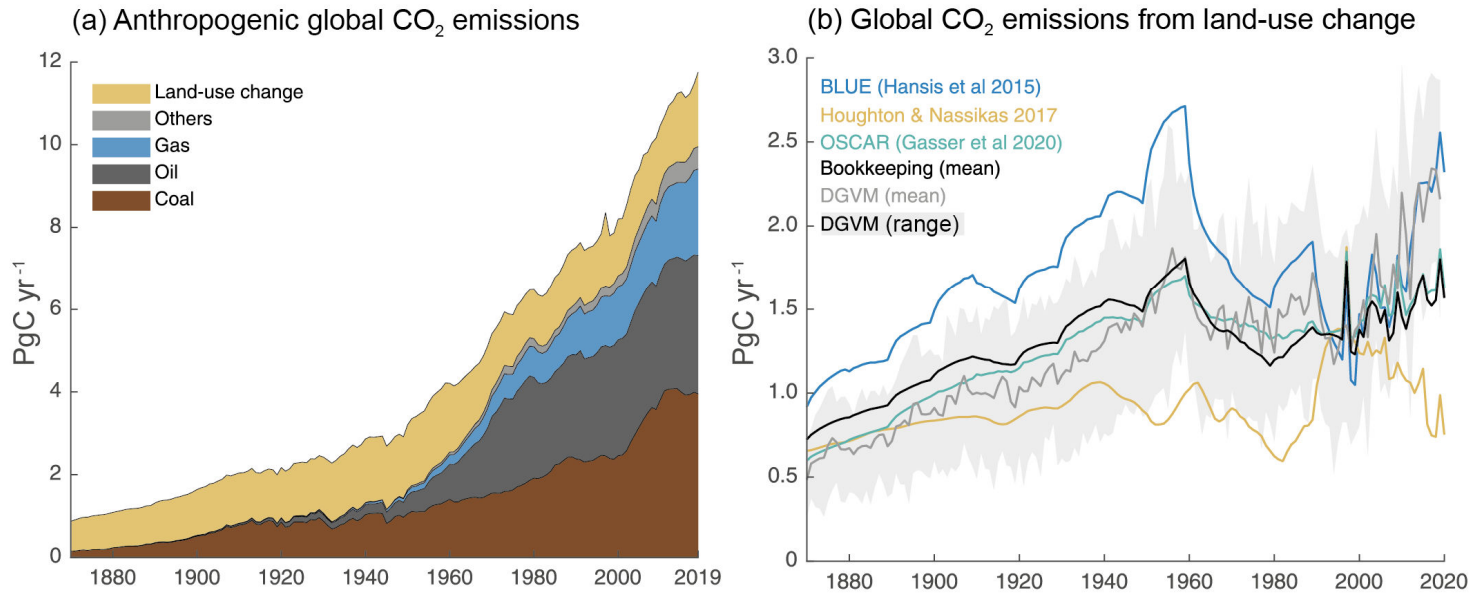 (a) Anthropogenic global CO₂ emissions
12
10
8
6
4
2
0
PgC yr⁻¹
Land-use change
Others
Gas
Oil
Coal
1880 1900 1920 1940 1960 1980 2000 2019
(b) Global CO₂ emissions from land-use change
3.0
2.5
2.0
1.5
1.0
0.5
0
PgC yr⁻¹
BLUE (Hansis et al 2015)
Houghton & Nassikas 2017
OSCAR (Gasser et al 2020)
Bookkeeping (mean)
DGVM (mean)
DGVM (range)
1880 1900 1920 1940 1960 1980 2000 2020